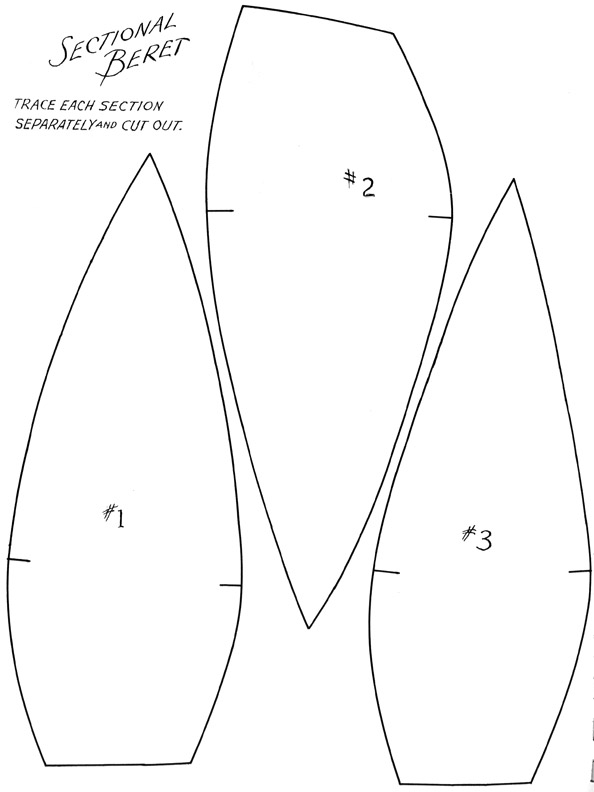 SECTIONAL
BERET
TRACE EACH SECTION
SEPARATELY AND CUT OUT.
#2
#1
#3